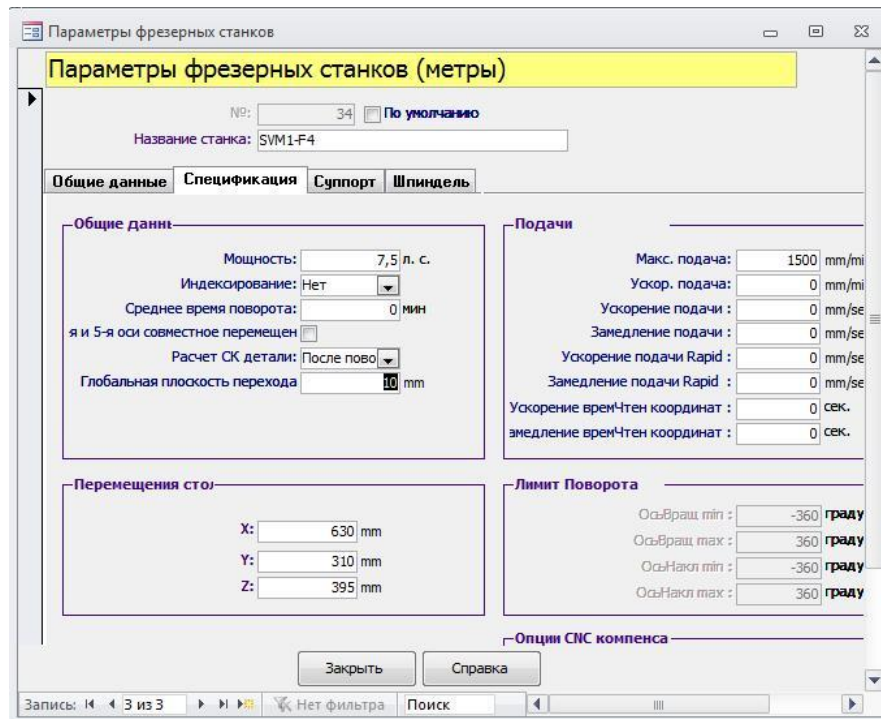 Параметры фрезерных станков
Параметры фрезерных станков (метры)
№: 34 По умолчанию
Название станка: SVM1-F4
Общие данные Спецификация Суппорт Шпиндель
Общие даннь
Мощность: 7,5 л. с.
Индексирование: Нет
Среднее время поворота: 0 мин
я и 5-я оси совместное перемещен
Расчет СК детали: После пово
Глобальная плоскость перехода 10 mm
Подачи
Макс. подача: 1500 mm/mi
Ускор. подача: 0 mm/mi
Ускорение подачи : 0 mm/se
Замедление подачи : 0 mm/se
Ускорение подачи Rapid : 0 mm/se
Замедление подачи Rapid : 0 mm/se
Ускорение времЧтен координат : 0 сек.
амедление времЧтен координат : 0 сек.
Перемещения стол
X: 630 mm
Y: 310 mm
Z: 395 mm
Лимит Поворота
ОсьВращ min : -360 граду
ОсьВращ max : 360 граду
ОсьНакл min : -360 граду
ОсьНакл max : 360 граду
Опции CNC компенса
Закрыть Справка
Запись: 3 из 3 Нет фильтра Поиск